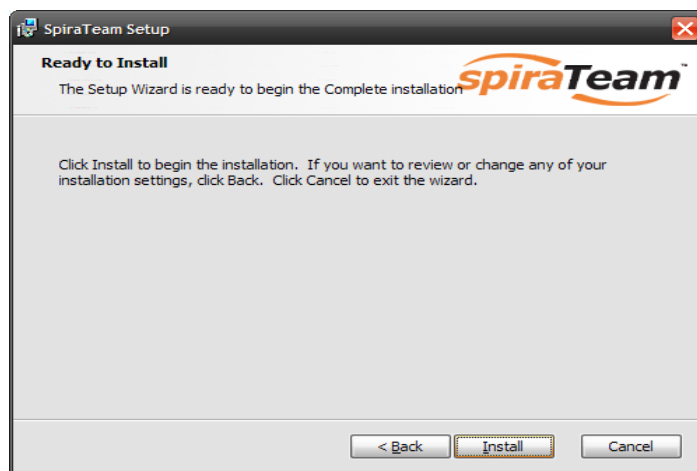 SpiraTeam Setup
Ready to Install
The Setup Wizard is ready to begin the Complete installation
spiraTeam™
Click Install to begin the installation. If you want to review or change any of your
installation settings, click Back. Click Cancel to exit the wizard.
< Back
Install
Cancel